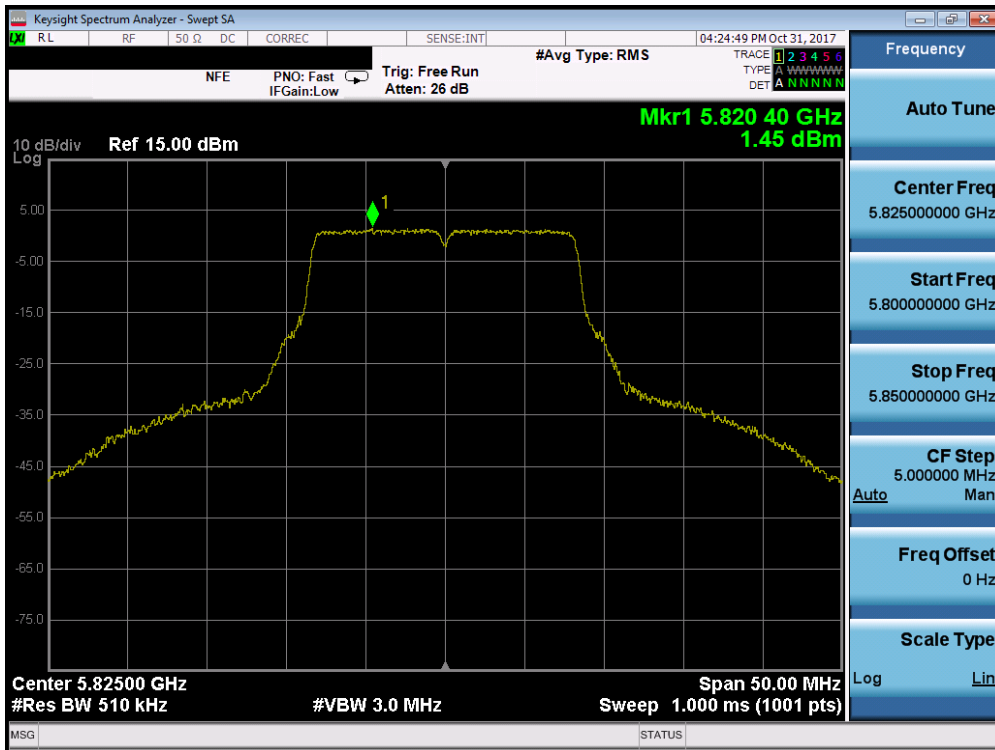 Keysight Spectrum Analyzer - Swept SA
LXI RL RF 50 Ω DC CORREC SENSE:INT 04:24:49 PM Oct 31, 2017
#Avg Type: RMS TRACE 1 2 3 4 5 6
NFE PNO: Fast Trig: Free Run TYPE A WWWWW
IFGain:Low Atten: 26 dB DET A N N N N N
Mkr1 5.820 40 GHz
1.45 dBm
10 dB/div Ref 15.00 dBm
Log
1
5.00
-5.00
-15.0
-25.0
-35.0
-45.0
-55.0
-65.0
-75.0
Center 5.82500 GHz Span 50.00 MHz
#Res BW 510 kHz #VBW 3.0 MHz Sweep 1.000 ms (1001 pts)
MSG STATUS
Frequency
Auto Tune
Center Freq
5.825000000 GHz
Start Freq
5.800000000 GHz
Stop Freq
5.850000000 GHz
CF Step
5.000000 MHz
Auto Man
Freq Offset
0 Hz
Scale Type
Log Lin